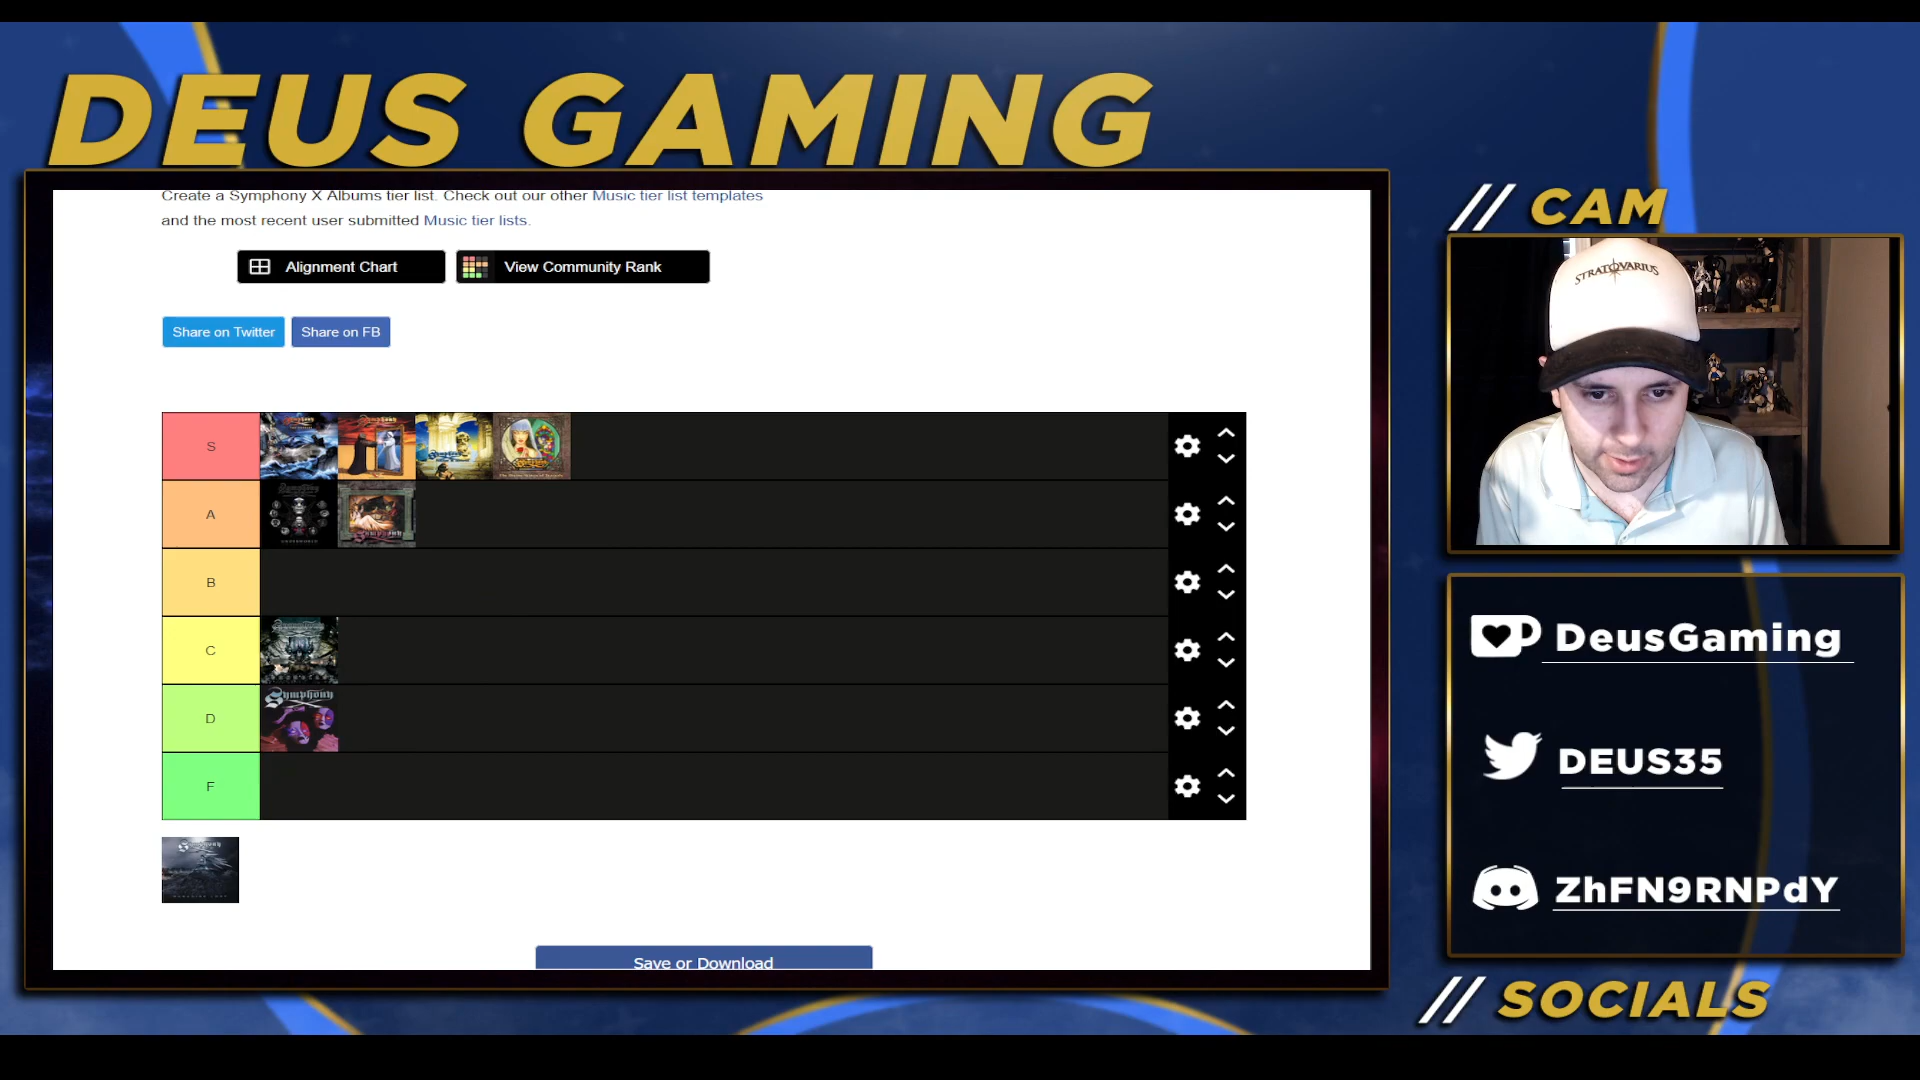 DEUS GAMING
Create a Symphony X Albums tier list. Check out our other Music tier list templates
and the most recent user submitted Music tier lists.
Alignment Chart
View Community Rank
Share on Twitter
Share on FB
S
A
B
C
D
F
Symphony
Save or Download
// CAM
STRATOVARIUS
DeusGaming
DEUS35
ZhFN9RNPdY
// SOCIALS